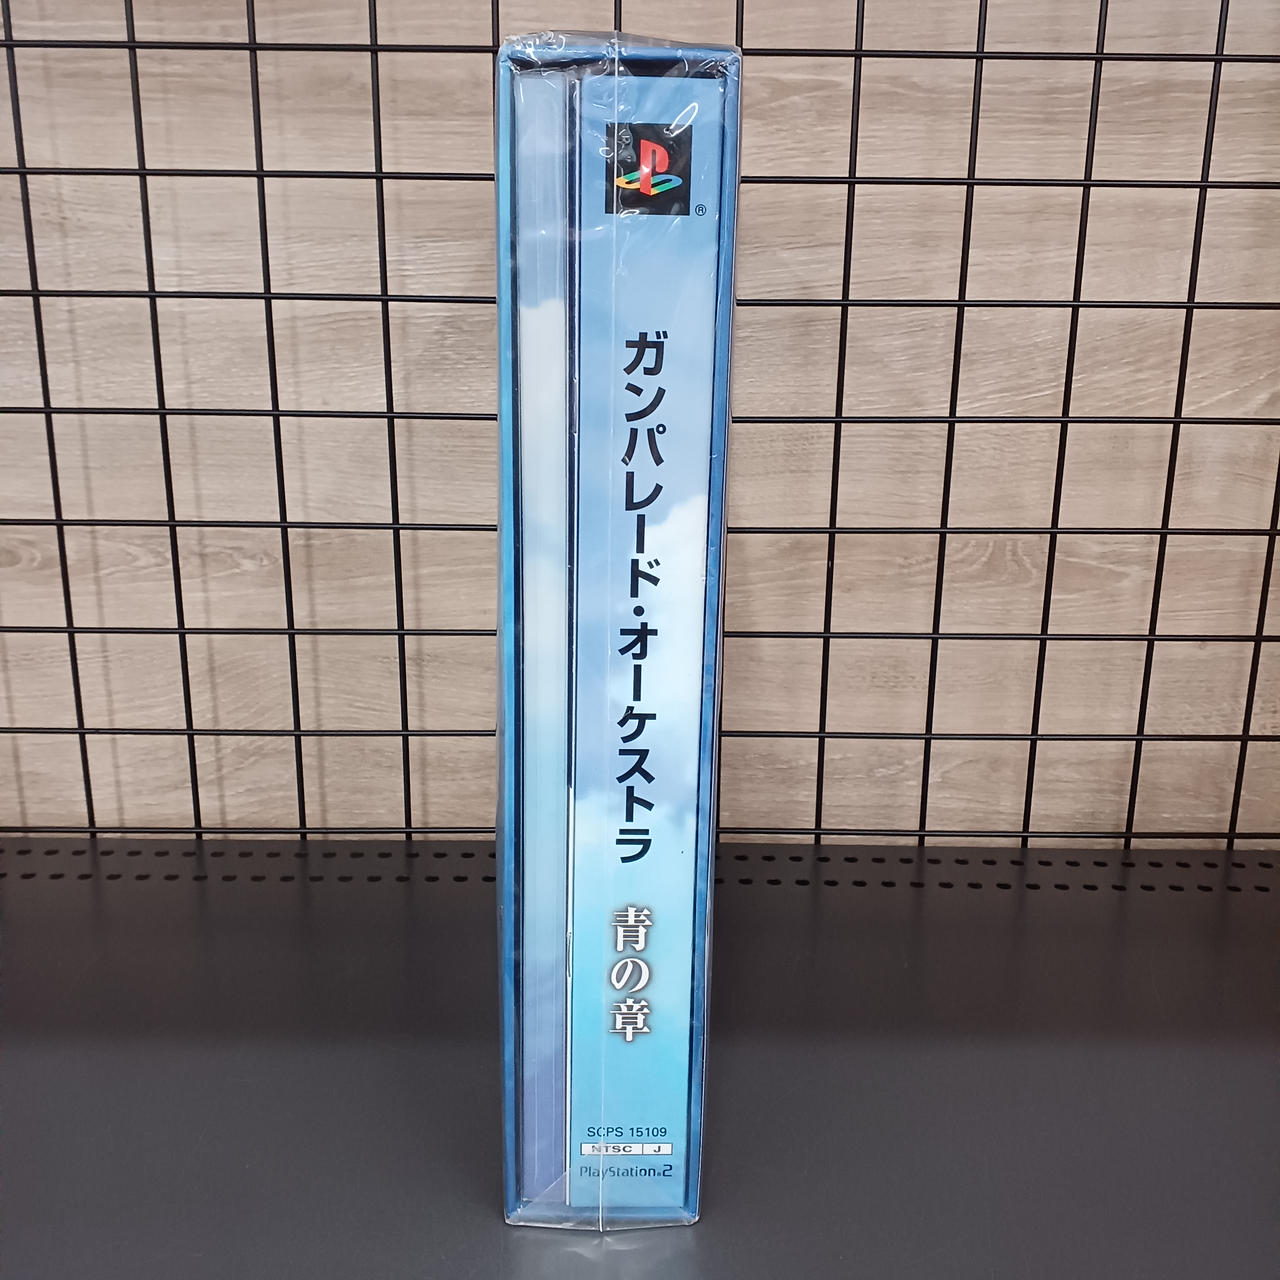 ®
ガンパレード・オーケストラ
青の章
SCPS 15109
NTSC J
PlayStation®2